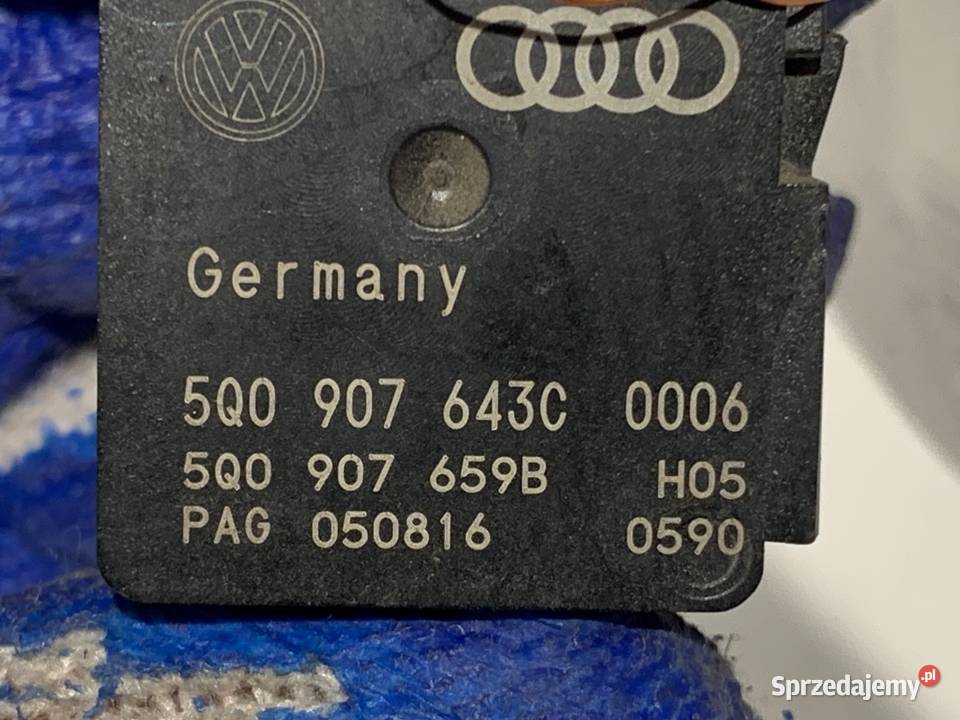 Germany
5Q0 907 643C 0006
5Q0 907 659B H05
PAG 050816 0590
Sprzedajemy.pl